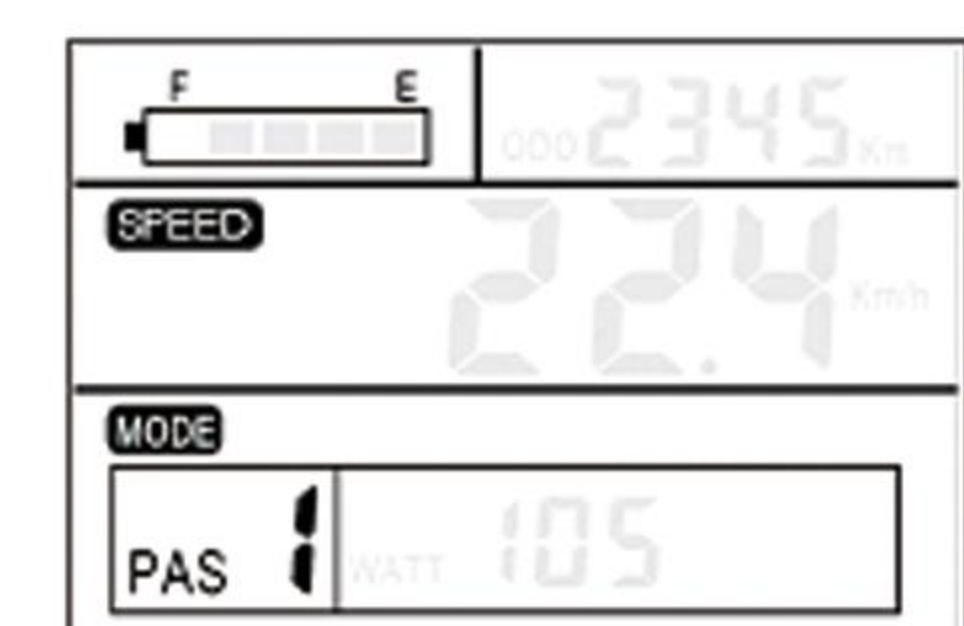 F E
ODO 2345 Km
SPEED
22.4 Km/h
MODE
PAS 1 WATT 105